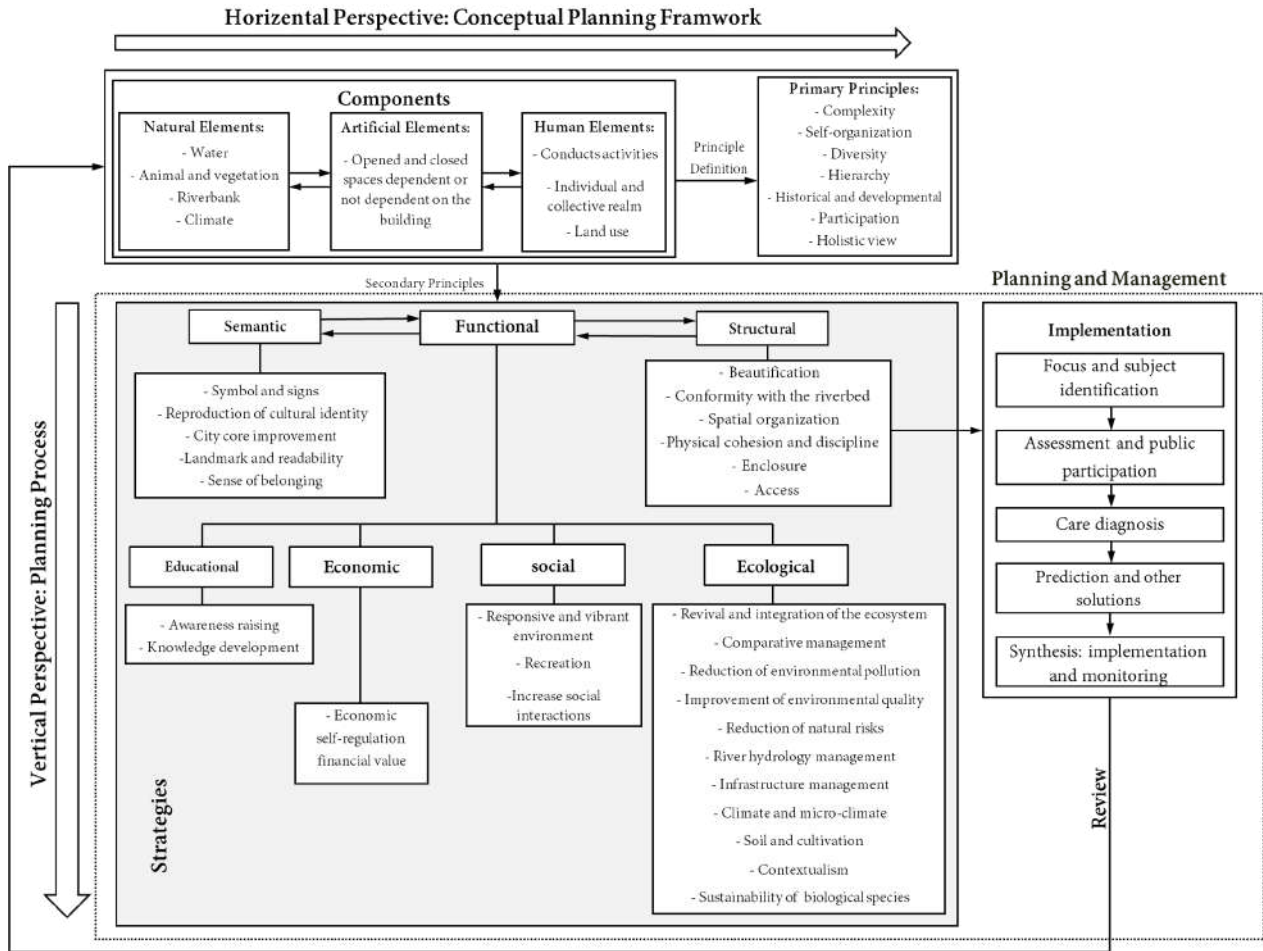 Horizental Perspective: Conceptual Planning Framwork
Components
Natural Elements:
- Water
- Animal and vegetation
- Riverbank
- Climate
Artificial Elements:
- Opened and closed
spaces dependent or
not dependent on the
building
Human Elements:
- Conducts activities
- Individual and
collective realm
- Land use
Principle
Definition
Primary Principles:
- Complexity
- Self-organization
- Diversity
- Hierarchy
- Historical and developmental
- Participation
- Holistic view
Secondary Principles
Planning and Management
Vertical Perspective: Planning Process
Semantic
Functional
Structural
- Symbol and signs
- Reproduction of cultural identity
- City core improvement
-Landmark and readability
- Sense of belonging
- Beautification
- Conformity with the riverbed
- Spatial organization
-Physical cohesion and discipline
- Enclosure
- Access
Educational
Economic
social
Ecological
- Awareness raising
- Knowledge development
- Economic
self-regulation
financial value
- Responsive and vibrant
environment
- Recreation
-Increase social
interactions
- Revival and integration of the ecosystem
- Comparative management
- Reduction of environmental pollution
- Improvement of environmental quality
- Reduction of natural risks
- River hydrology management
- Infrastructure management
- Climate and micro-climate
- Soil and cultivation
- Contextualism
- Sustainability of biological species
Strategies
Implementation
Focus and subject
identification
Assessment and public
participation
Care diagnosis
Prediction and other
solutions
Synthesis: implementation
and monitoring
Review